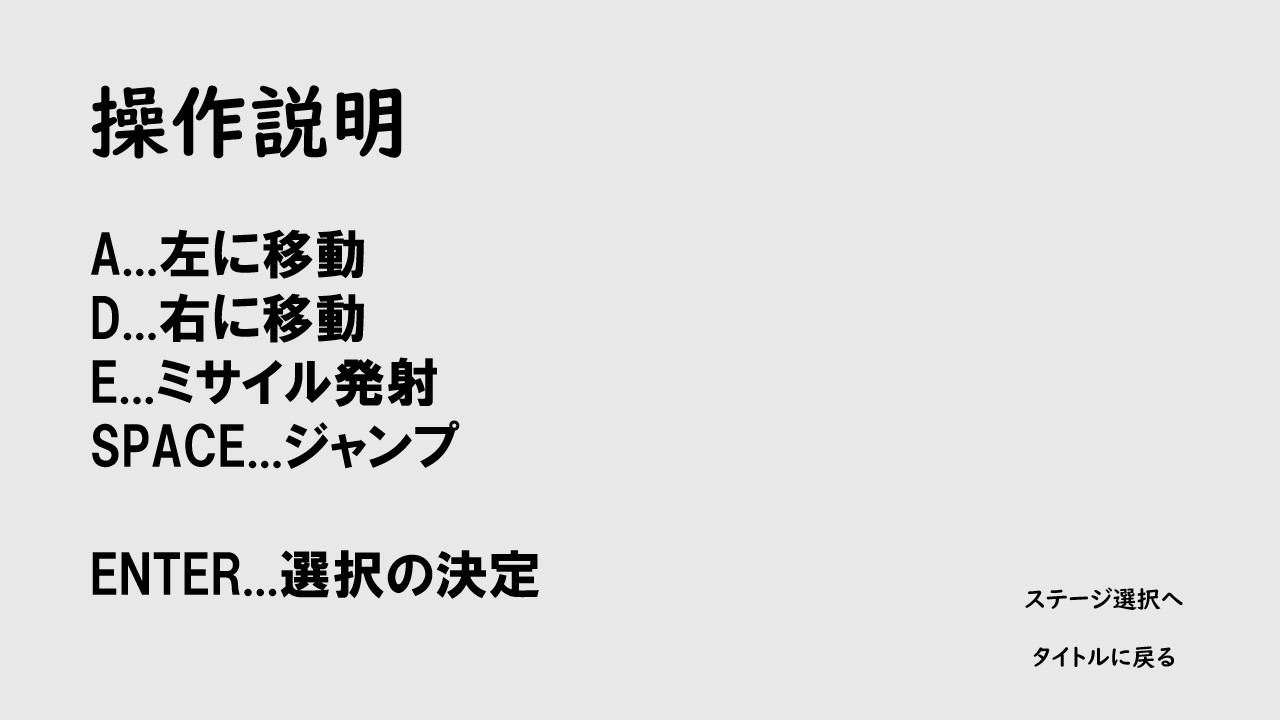 操作説明
A...左に移動
D...右に移動
E...ミサイル発射
SPACE...ジャンプ
ENTER...選択の決定
ステージ選択へ
タイトルに戻る